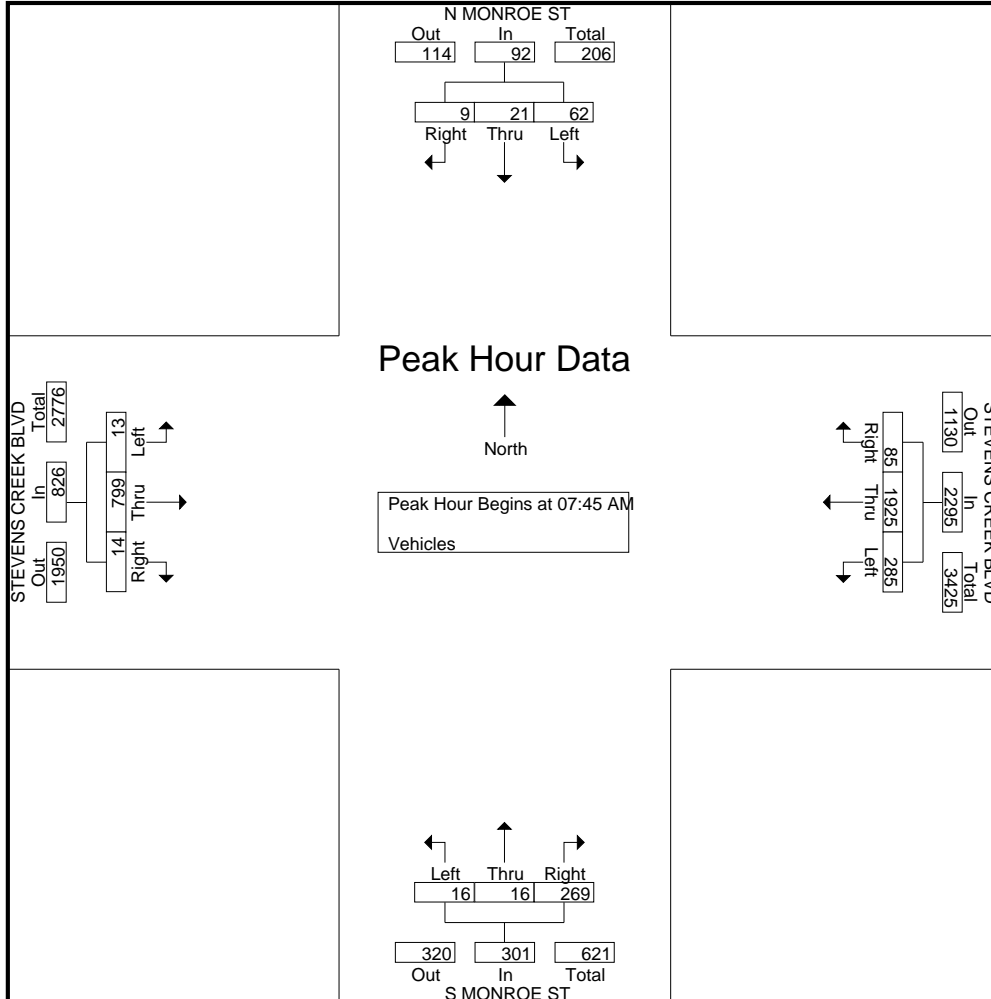 N MONROE ST
Out In Total
114 92 206
9 21 62
Right Thru Left
Peak Hour Data
North
Peak Hour Begins at 07:45 AM
Vehicles
STEVENS CREEK BLVD
Total In Out
2776 826 1950
13 799 14
Left Thru Right
STEVENS CREEK BLVD
Out In Total
1130 2295 3425
85 1925 285
Right Thru Left
Left Thru Right
16 16 269
320 301 621
Out In Total
S MONROE ST